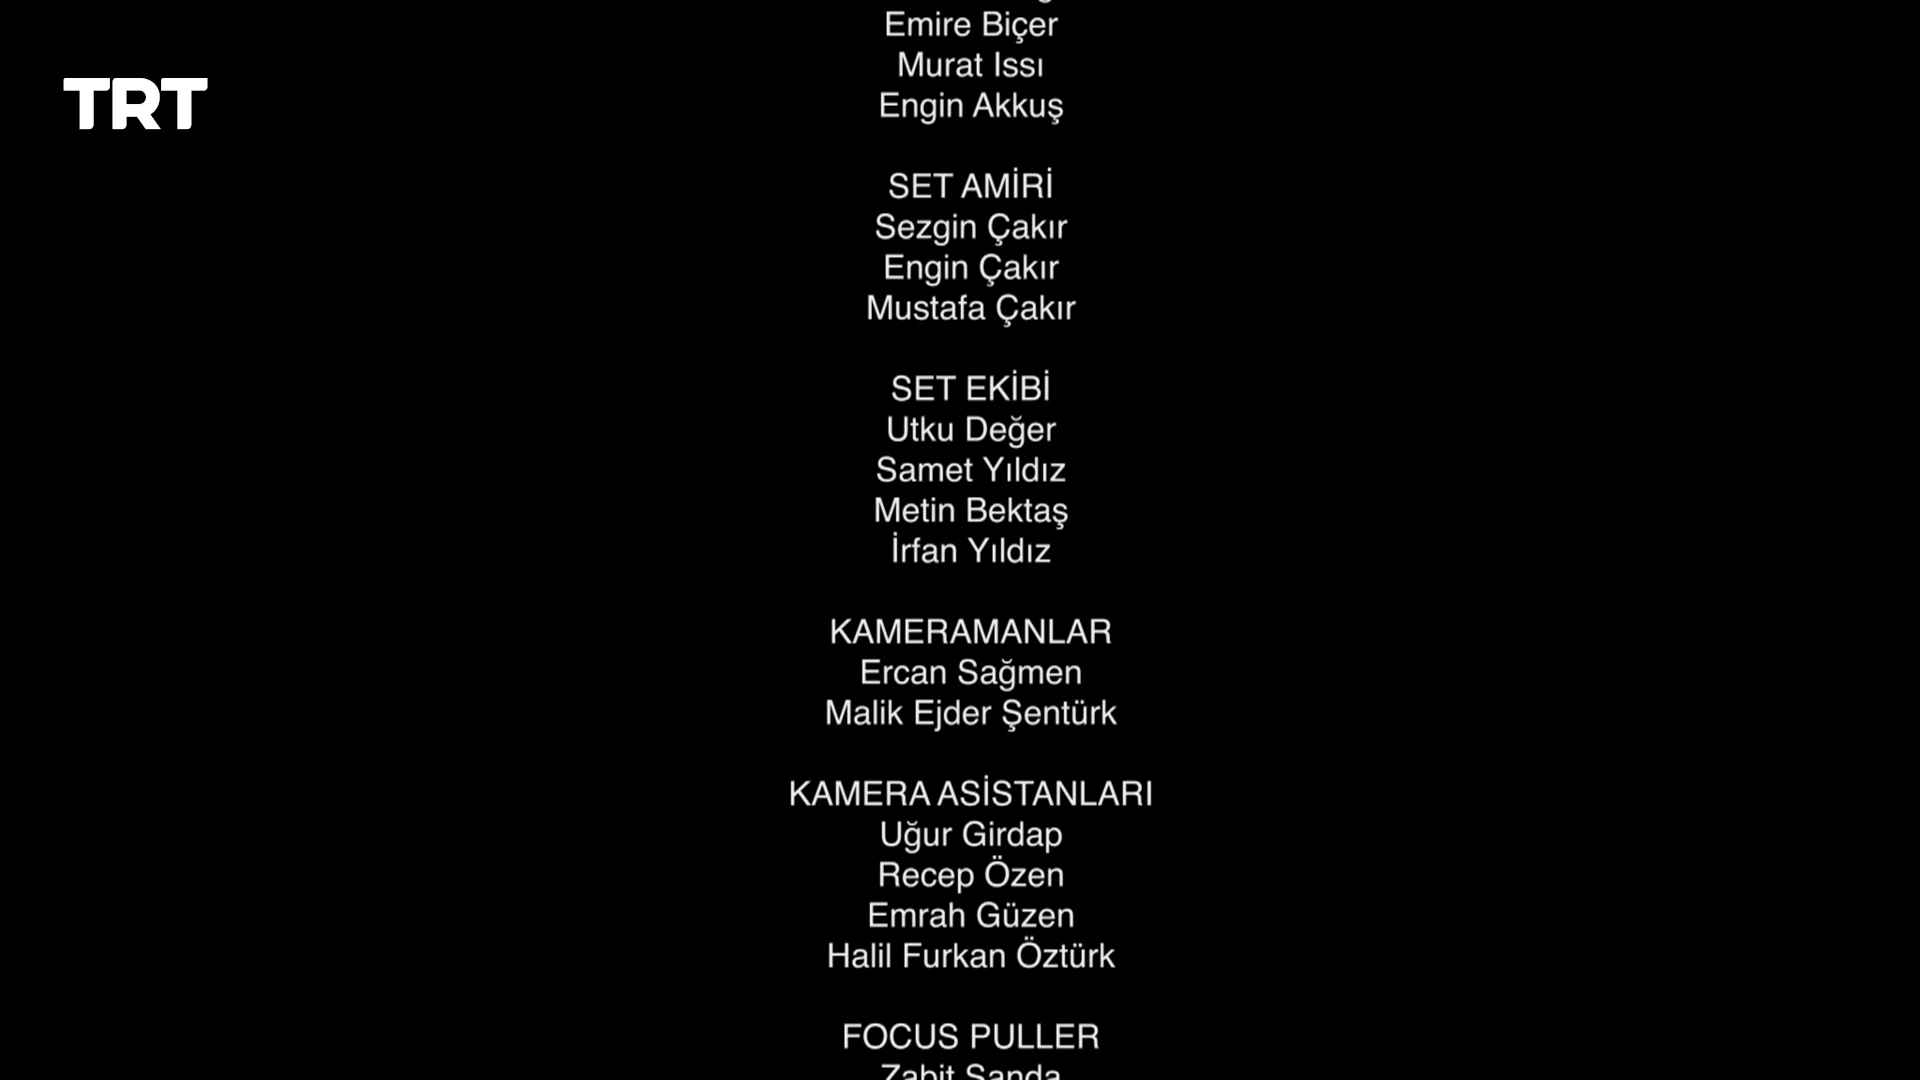 TRT
Emire Biçer
Murat Issı
Engin Akkuş
SET AMİRİ
Sezgin Çakır
Engin Çakır
Mustafa Çakır
SET EKİBİ
Utku Değer
Samet Yıldız
Metin Bektaş
İrfan Yıldız
KAMERAMANLAR
Ercan Sağmen
Malik Ejder Şentürk
KAMERA ASİSTANLARI
Uğur Girdap
Recep Özen
Emrah Güzen
Halil Furkan Öztürk
FOCUS PULLER
Zabit Sanda